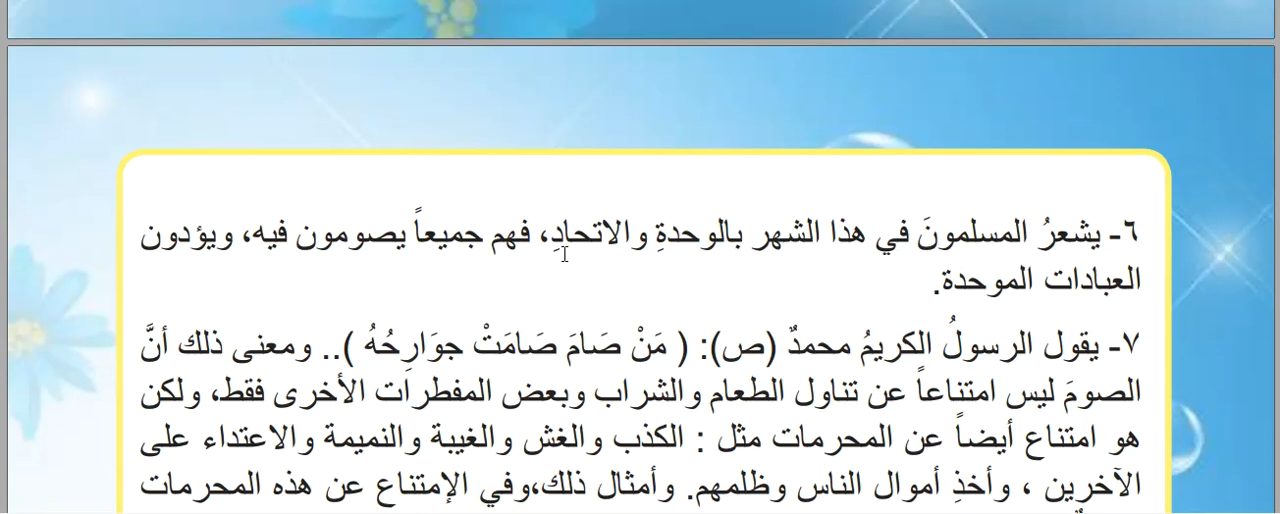 ٦- يشعرُ المسلمونَ في هذا الشهر بالوحدةِ والاتحادِ، فهم جميعاً يصومون فيه، ويؤدون
العبادات الموحدة.
٧- يقول الرسولُ الكريمُ محمدٌ (ص): ( مَنْ صَامَ صَامَتْ جوَارِحُهُ ).. ومعنى ذلك أنَّ
الصومَ ليس امتناعاً عن تناول الطعام والشراب وبعض المفطرات الأخرى فقط، ولكن
هو امتناع أيضاً عن المحرمات مثل : الكذب والغش والغيبة والنميمة والاعتداء على
الآخرين ، وأخذِ أموال الناس وظلمهم. وأمثال ذلك،وفي الإمتناع عن هذه المحرمات